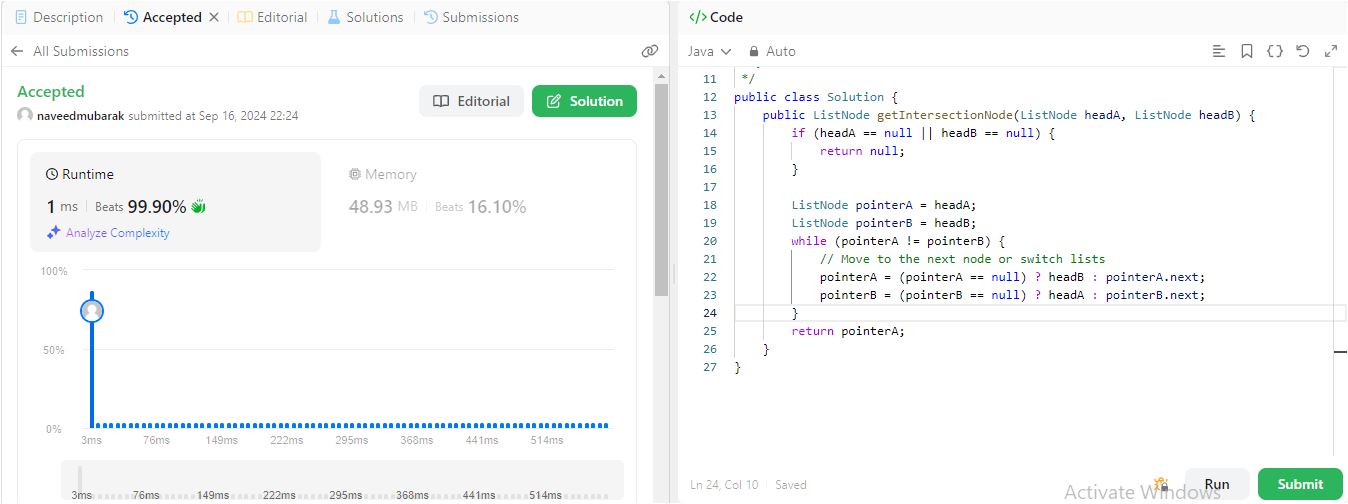 Description
Accepted
Editorial
Solutions
Submissions
All Submissions
Accepted
naveedmubarak submitted at Sep 16, 2024 22:24
Editorial
Solution
Runtime
1 ms Beats 99.90%
Analyze Complexity
Memory
48.93 MB Beats 16.10%
100%
50%
0%
3ms 76ms 149ms 222ms 295ms 368ms 441ms 514ms
3ms 76ms 149ms 222ms 295ms 368ms 441ms 514ms
</> Code
Java Auto
11 */
12 public class Solution {
13 public ListNode getIntersectionNode(ListNode headA, ListNode headB) {
14 if (headA == null || headB == null) {
15 return null;
16 }
17
18 ListNode pointerA = headA;
19 ListNode pointerB = headB;
20 while (pointerA != pointerB) {
21 // Move to the next node or switch lists
22 pointerA = (pointerA == null) ? headB : pointerA.next;
23 pointerB = (pointerB == null) ? headA : pointerB.next;
24 }
25 return pointerA;
26 }
27 }
Ln 24, Col 10 Saved
Run
Submit
Activate Windows